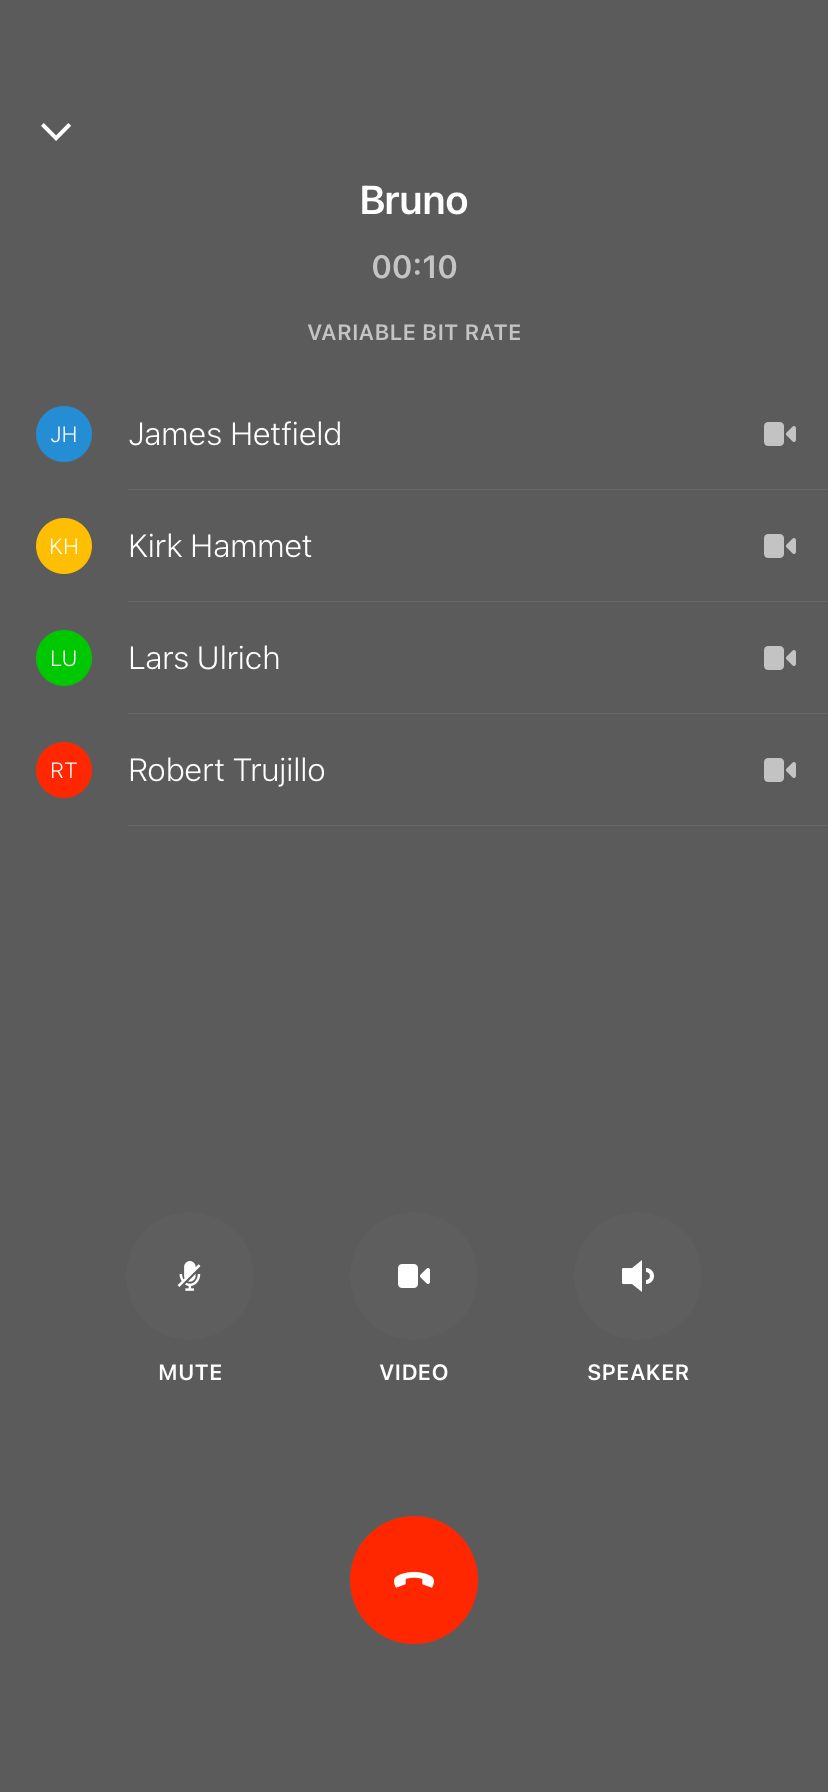 Bruno
00:10
VARIABLE BIT RATE
JH James Hetfield
KH Kirk Hammet
LU Lars Ulrich
RT Robert Trujillo
MUTE VIDEO SPEAKER